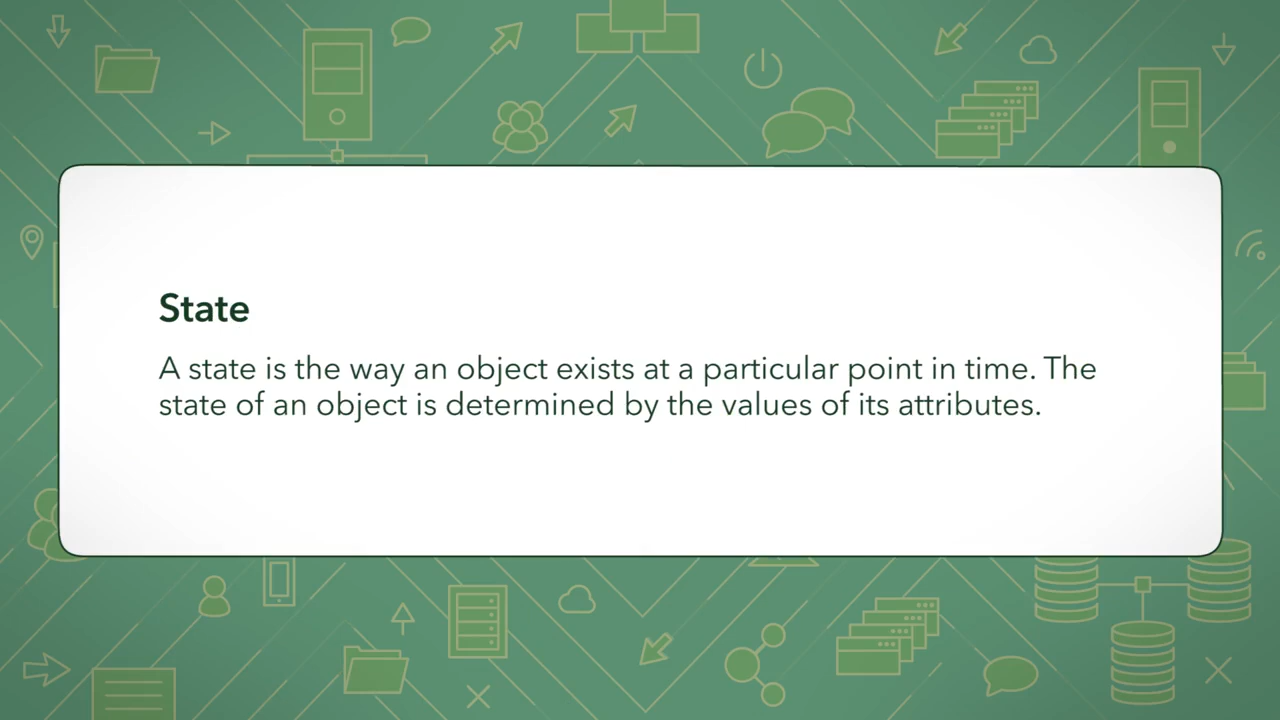 State
A state is the way an object exists at a particular point in time. The
state of an object is determined by the values of its attributes.